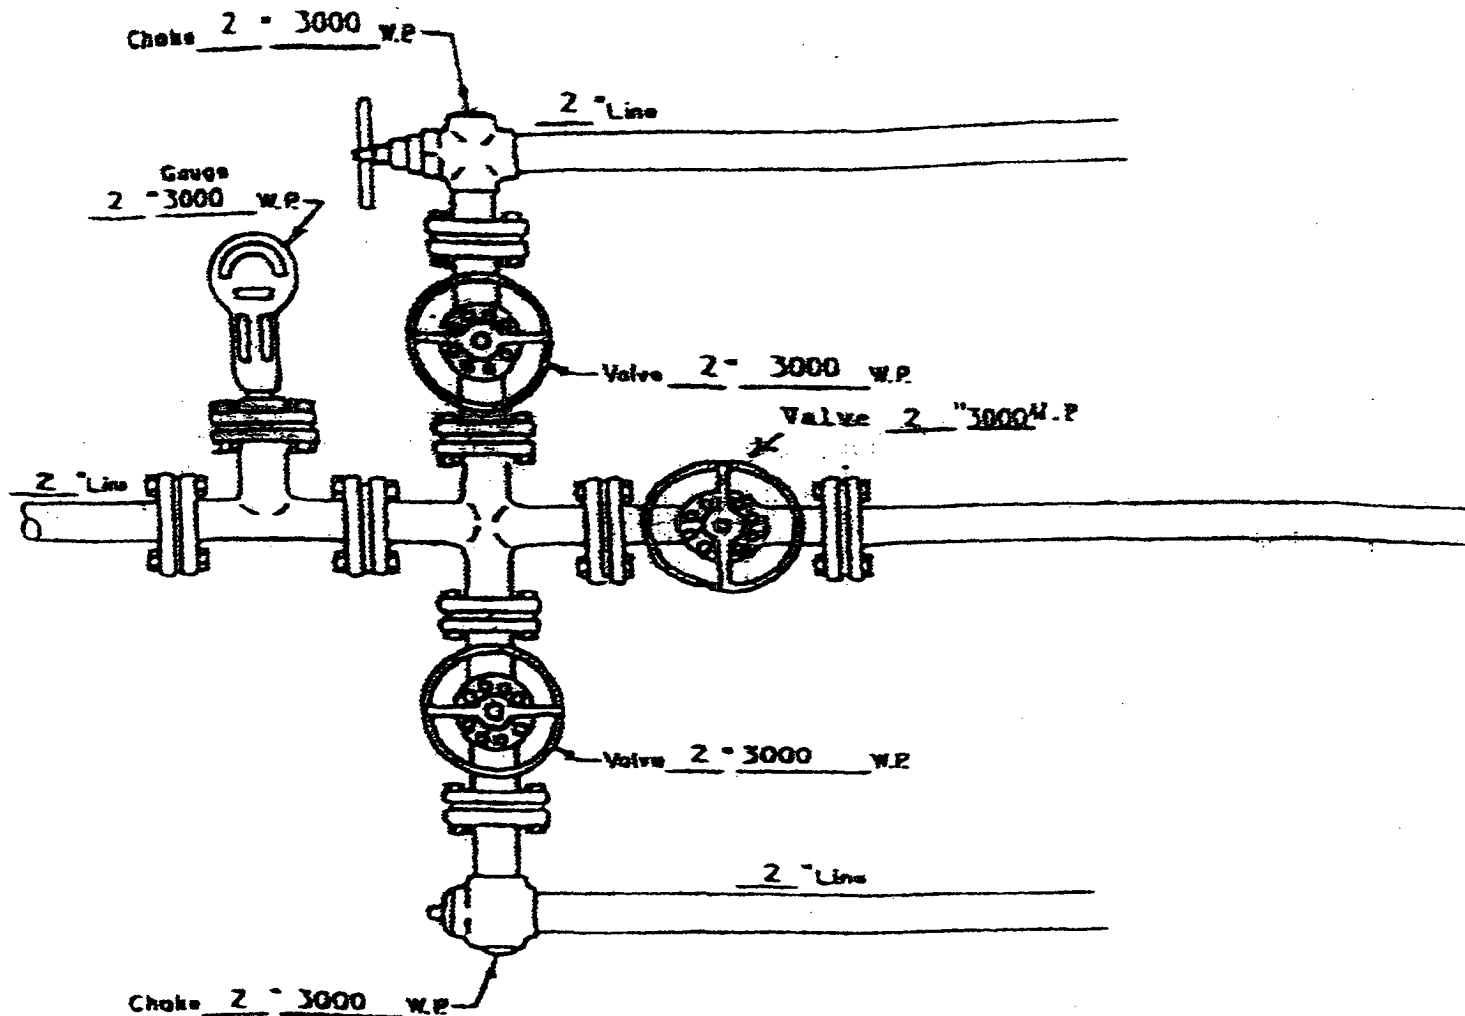 Choke 2 " 3000 W.P.
2 " Line
Gauge
2 " 3000 W.P.
Valve 2 " 3000 W.P.
Valve 2 " 3000 W.P
2 " Line
Valve 2 " 3000 W.P.
2 " Line
Choke 2 " 3000 W.P.